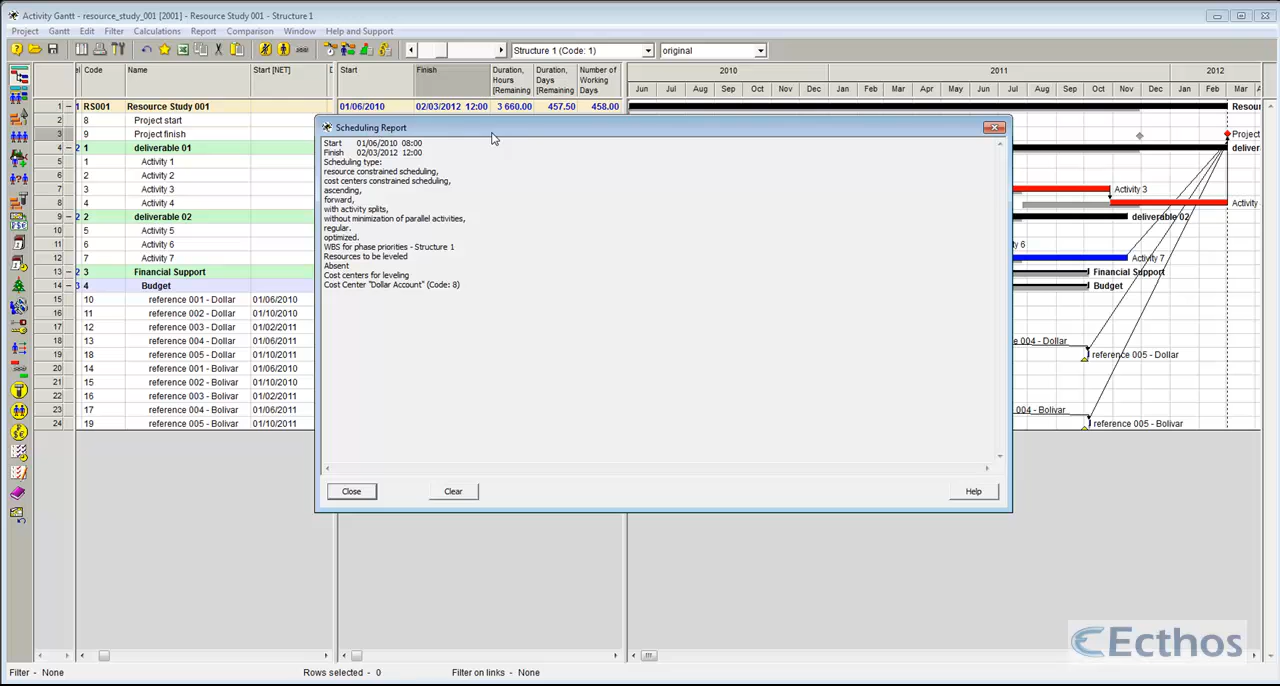 Activity Gantt - resource_study_001 [2001] - Resource Study 001 - Structure 1
Project Gantt Edit Filter Calculations Report Comparison Window Help and Support
Structure 1 (Code: 1) original
Code Name Start [NET] Start Finish Duration, Hours [Remaining Duration, Days [Remaining Number of Working Days
2010 2011 2012
Jun Jul Aug Sep Oct Nov Dec Jan Feb Mar Apr May Jun Jul Aug Sep Oct Nov Dec Jan Feb Mar A
1 1 RS001 Resource Study 001 01/06/2010 02/03/2012 12:00 3 660.00 457.50 458.00 Resour
2 8 Project start
3 9 Project finish Project
4 2 1 deliverable 01 deliver
5 1 Activity 1
6 2 Activity 2
7 3 Activity 3 Activity 3
8 4 Activity 4 Activity
9 2 2 deliverable 02 deliverable 02
10 5 Activity 5
11 6 Activity 6 ity 6
12 7 Activity 7 Activity 7
13 2 3 Financial Support Financial Support
14 3 4 Budget Budget
15 10 reference 001 - Dollar 01/06/2010
16 11 reference 002 - Dollar 01/10/2010
17 12 reference 003 - Dollar 01/02/2011
18 13 reference 004 - Dollar 01/06/2011 e 004 - Dollar
19 18 reference 005 - Dollar 01/10/2011 reference 005 - Dollar
20 14 reference 001 - Bolivar 01/06/2010
21 15 reference 002 - Bolivar 01/10/2010
22 16 reference 003 - Bolivar 01/02/2011
23 17 reference 004 - Bolivar 01/06/2011 004 - Bolivar
24 19 reference 005 - Bolivar 01/10/2011 reference 005 - Bolivar
Scheduling Report
Start 01/06/2010 08:00
Finish 02/03/2012 12:00
Scheduling type:
resource constrained scheduling,
cost centers constrained scheduling,
ascending,
forward,
with activity splits,
without minimization of parallel activities,
regular.
optimized.
WBS for phase priorities - Structure 1
Resources to be leveled
Absent
Cost centers for leveling
Cost Center "Dollar Account" (Code: 8)
Close Clear Help
Ecthos
Filter - None Rows selected - 0 Filter on links - None